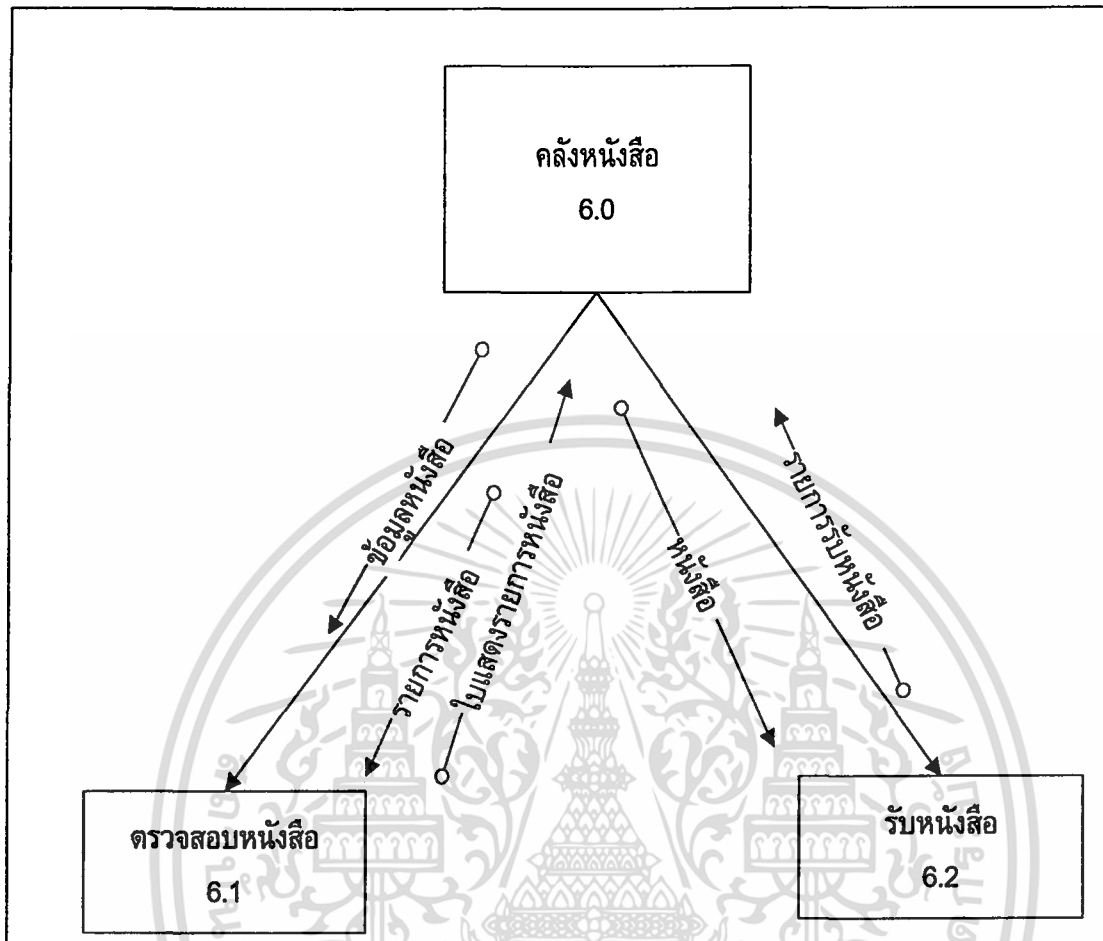 คลังหนังสือ
6.0
ข้อมูลหนังสือ
รายการหนังสือ
ใบแสดงรายการหนังสือ
หนังสือ
รายการรับหนังสือ
ตรวจสอบหนังสือ
6.1
รับหนังสือ
6.2